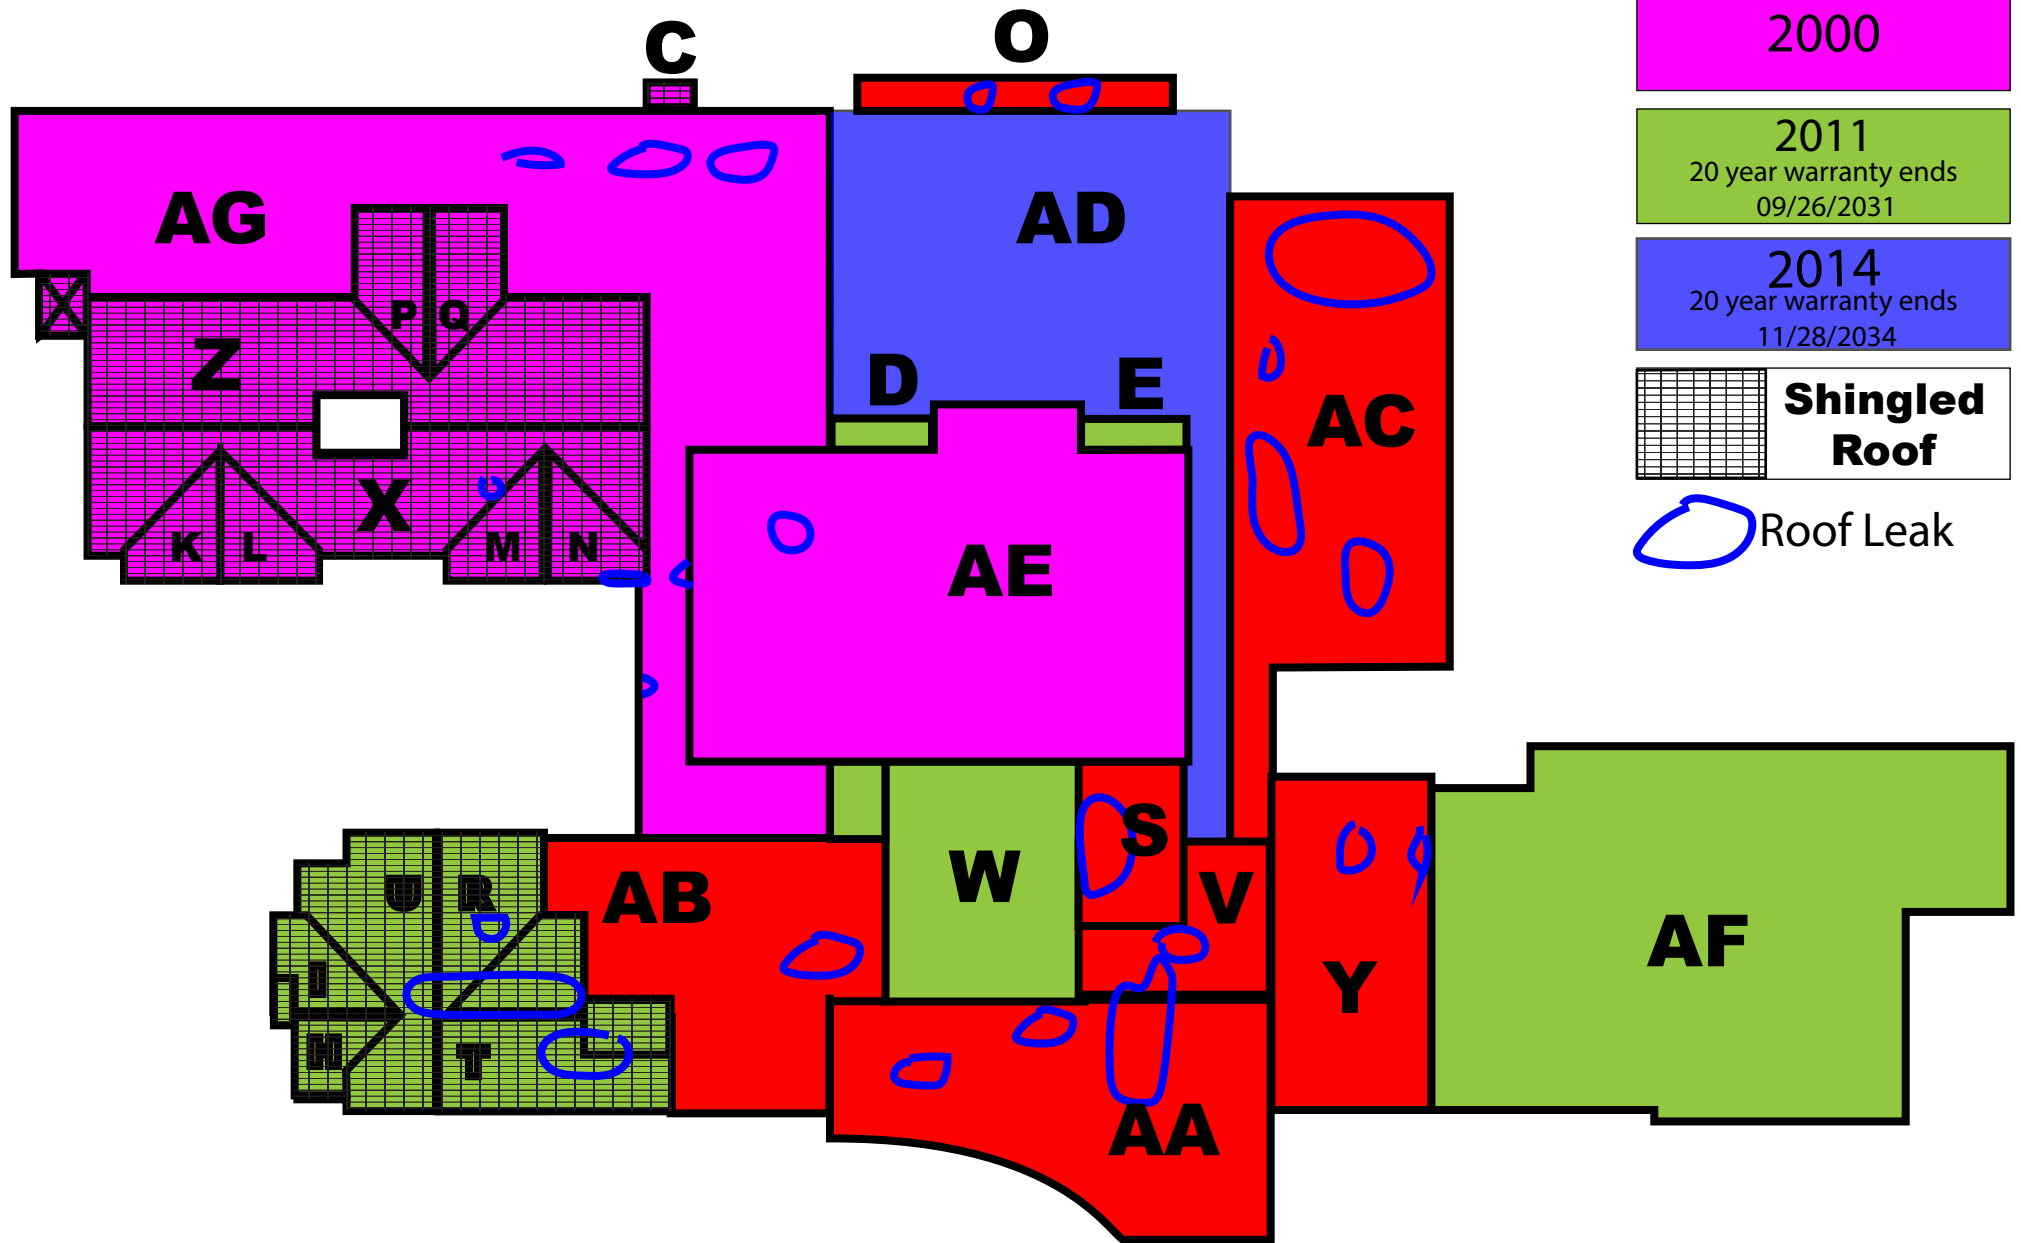 C
O
2000
2011
20 year warranty ends
09/26/2031
AG
AD
2014
20 year warranty ends
11/28/2034
P
Q
Z
D
E
Shingled
Roof
AC
X
Roof Leak
K
L
M
N
AE
S
W
U
R
AB
V
AF
I
Y
H
T
AA